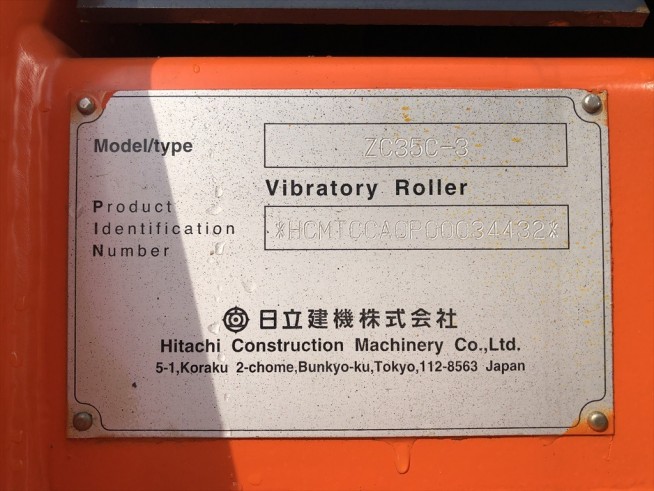 Model/type ZC35C-3
Vibratory Roller
Product
Identification
Number
日立建機株式会社
Hitachi Construction Machinery Co.,Ltd.
5-1,Koraku 2-chome,Bunkyo-ku,Tokyo,112-8563 Japan